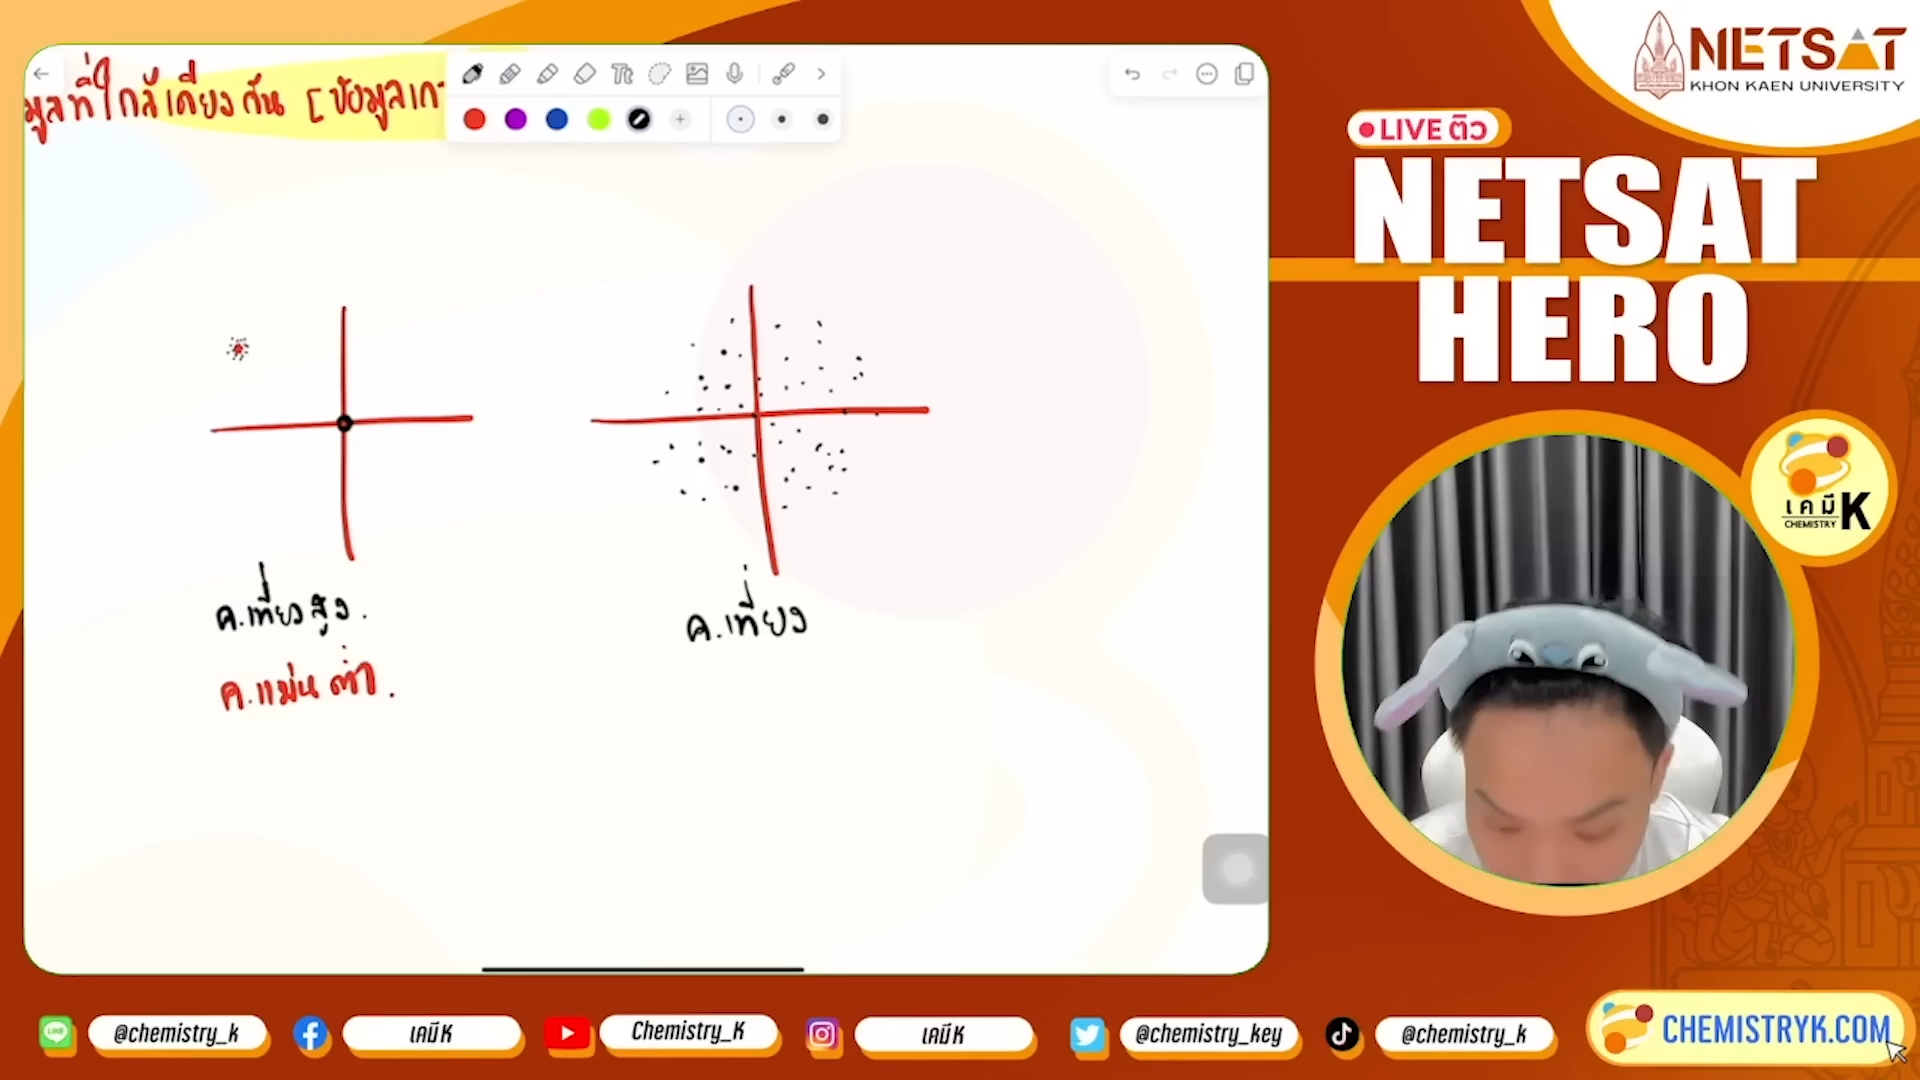 มูลที่ใกล้เคียงกัน [ข้อมูลเกา
ค.เที่ยงสูง.
ค.แม่นต่ำ.
ค.เที่ยง
NETSAT
KHON KAEN UNIVERSITY
LIVE ติว
NETSAT
HERO
เคมี K
CHEMISTRY
@chemistry_k
เคมี K
Chemistry_K
เคมี K
@chemistry_key
@chemistry_k
CHEMISTRYK.COM